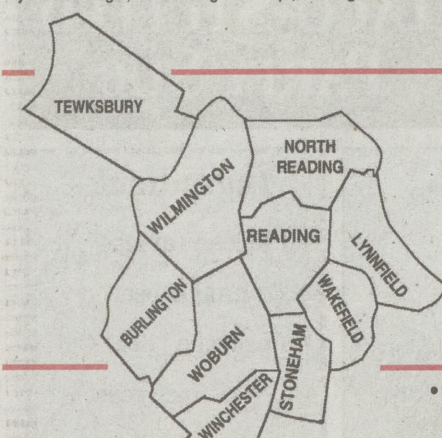 TEWKSBURY
NORTH
READING
WILMINGTON
READING
LYNNFIELD
BURLINGTON
WAKEFIELD
WOBURN
STONEHAM
WINCHESTER